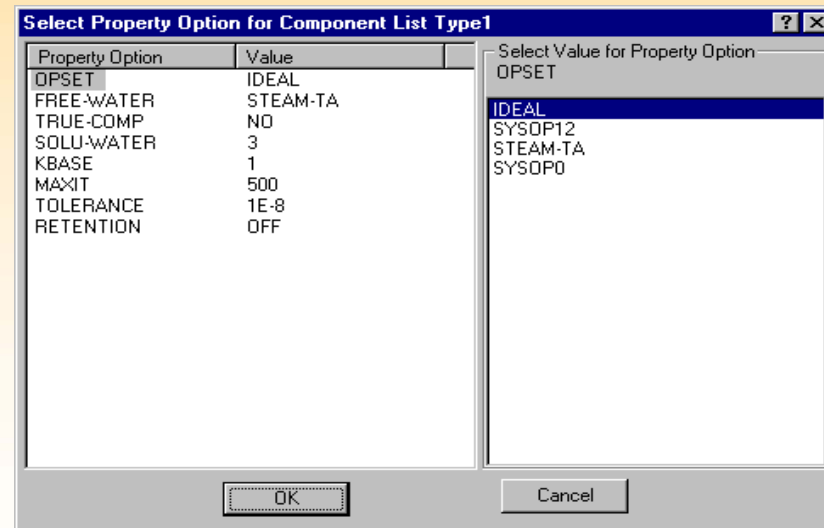 Select Property Option for Component List Type1
Property Option Value
OPSET IDEAL
FREE-WATER STEAM-TA
TRUE-COMP NO
SOLU-WATER 3
KBASE 1
MAXIT 500
TOLERANCE 1E-8
RETENTION OFF
Select Value for Property Option
OPSET
IDEAL
SYSOP12
STEAM-TA
SYSOP0
OK Cancel